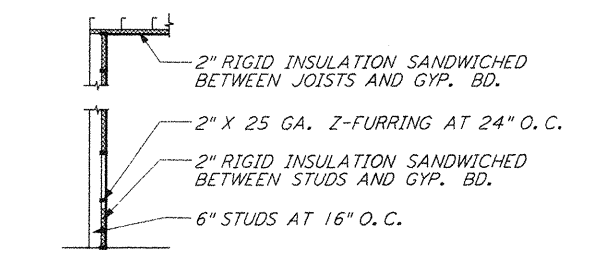 2" RIGID INSULATION SANDWICHED
BETWEEN JOISTS AND GYP. BD.
2" X 25 GA. Z-FURRING AT 24" O.C.
2" RIGID INSULATION SANDWICHED
BETWEEN STUDS AND GYP. BD.
6" STUDS AT 16" O.C.